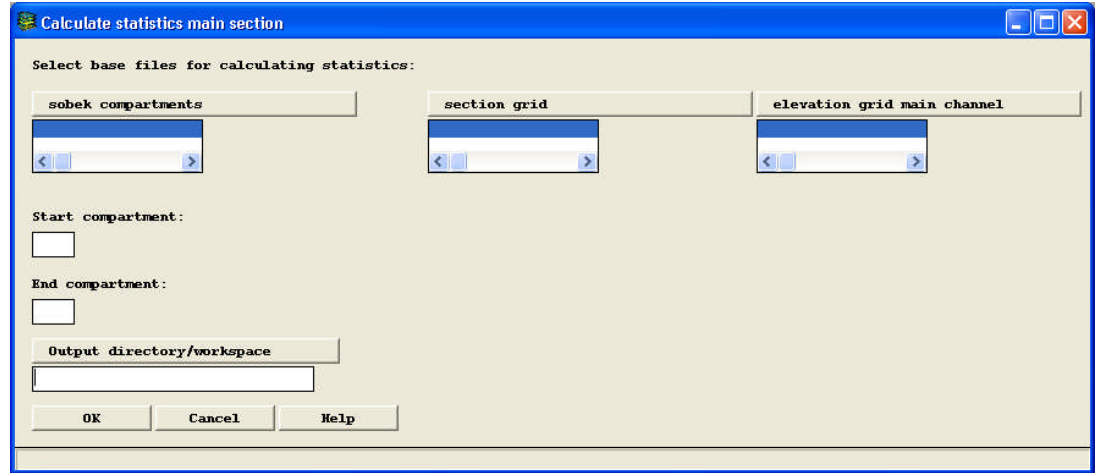 Calculate statistics main section
Select base files for calculating statistics:
sobek compartments section grid elevation grid main channel
Start compartment:
End compartment:
Output directory/workspace
OK Cancel Help